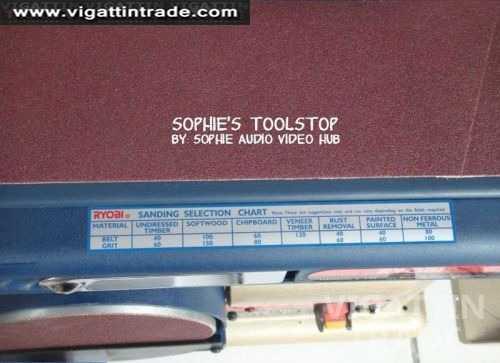 www.vigattintrade.com
SOPHIE'S TOOLSTOP
BY: SOPHIE AUDIO VIDEO HUB
RYOBI SANDING SELECTION CHART
MATERIAL UNDRESSED TIMBER SOFTWOOD CHIPBOARD VENEER TIMBER RUST REMOVAL PAINTED SURFACE NON FERROUS METAL
BELT 40 100 60 120 40 40 80
GRIT 60 150 80 60 60 100